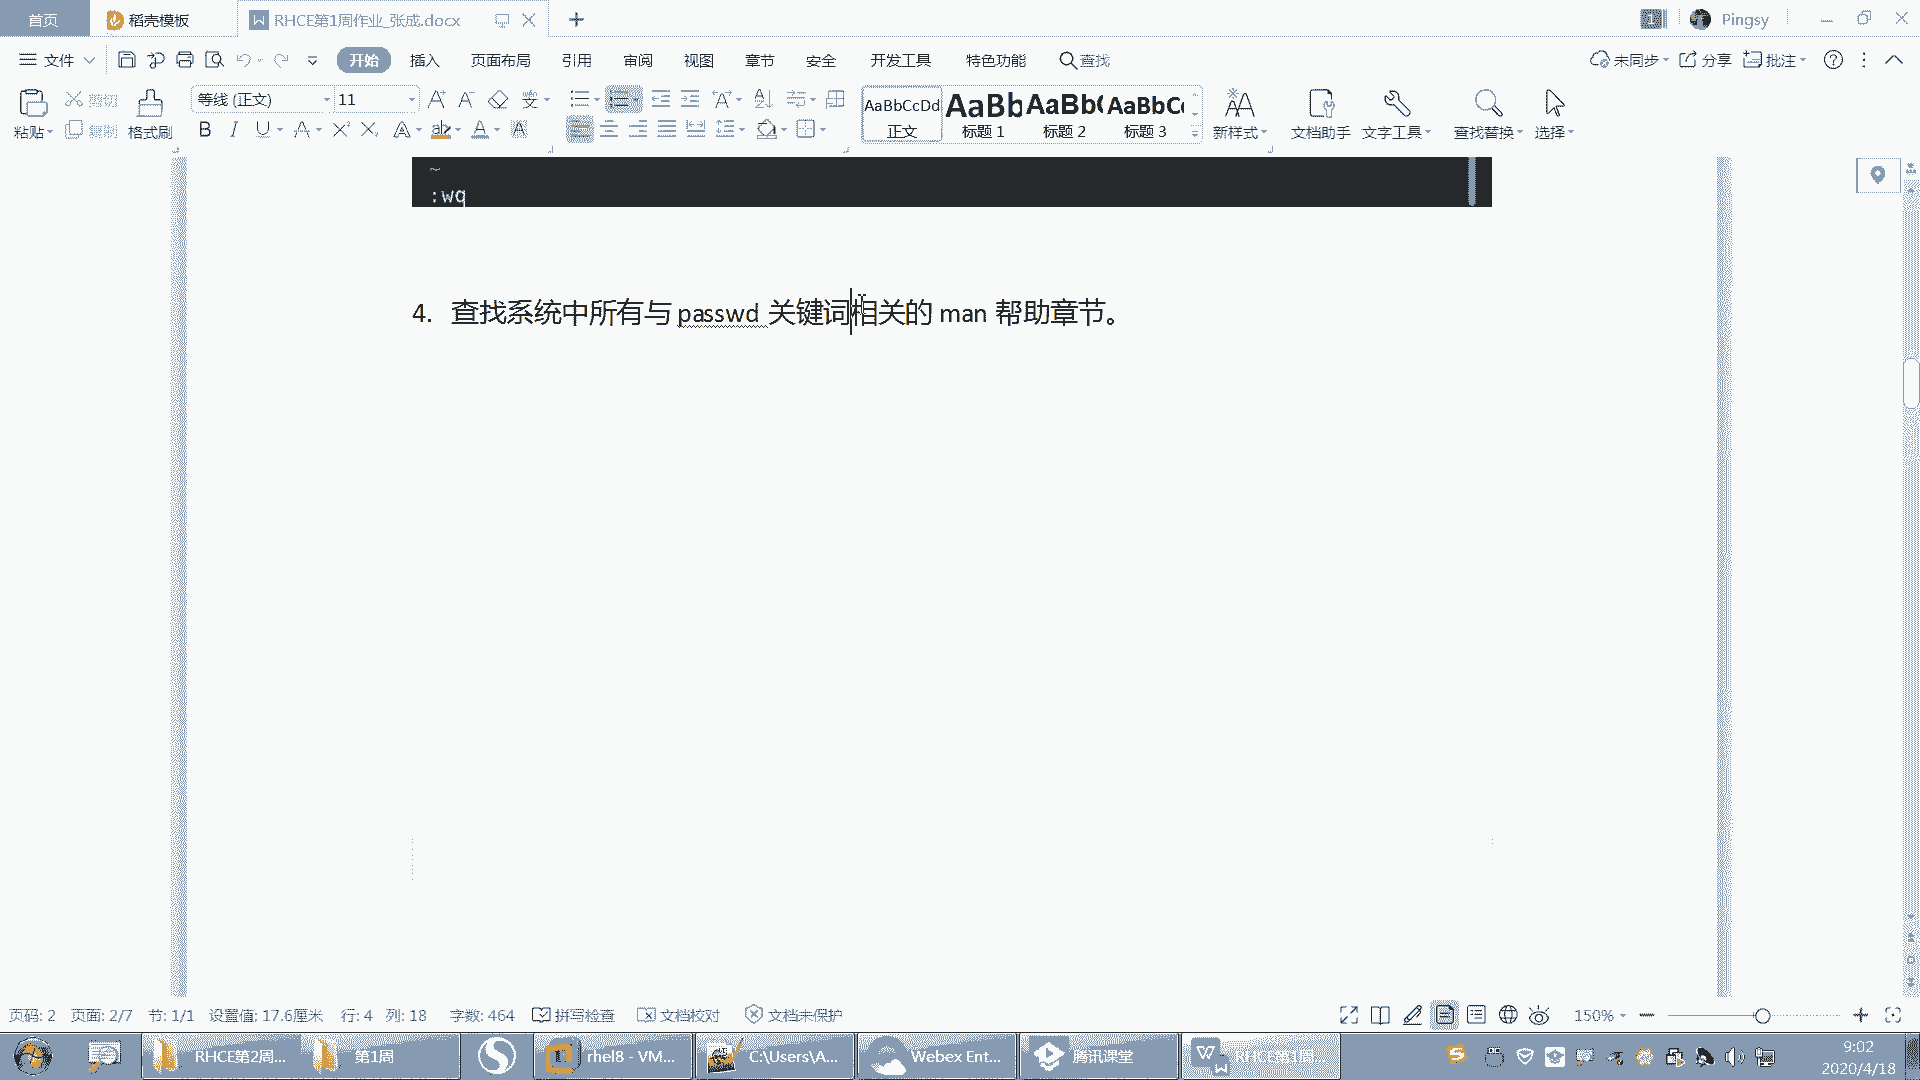 首页
稻壳模板
RHCE第1周作业_张成.docx
Pingsy
文件
开始
插入
页面布局
引用
审阅
视图
章节
安全
开发工具
特色功能
查找
未同步
分享
批注
粘贴
剪切
复制
格式刷
等线 (正文)
11
AaBbCcDd
正文
AaBb
标题 1
AaBb(
标题 2
AaBbC
标题 3
新样式
文档助手
文字工具
查找替换
选择
~
:wq
4. 查找系统中所有与 passwd 关键词相关的 man 帮助章节。
页码: 2
页面: 2/7
节: 1/1
设置值: 17.6厘米
行: 4
列: 18
字数: 464
拼写检查
文档校对
文档未保护
150%
RHCE第2周...
第1周
rhel8 - VM...
C:\Users\A...
Webex Ent...
腾讯课堂
RHCE第1周...
9:02
2020/4/18